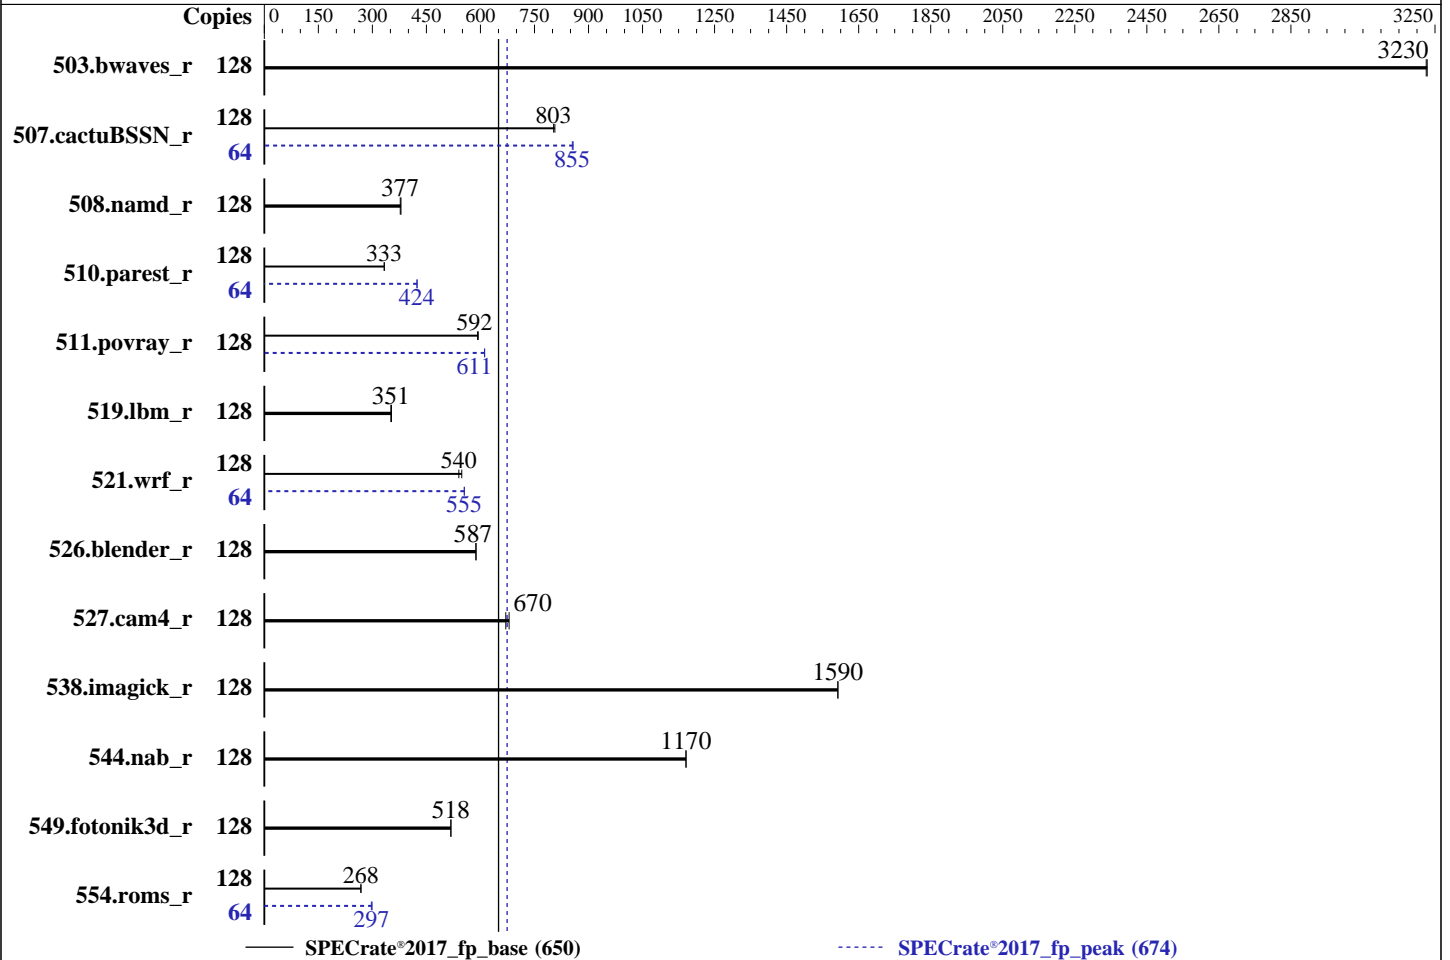 Copies 0 150 300 450 600 750 900 1050 1250 1450 1650 1850 2050 2250 2450 2650 2850 3250
503.bwaves_r 128 3230
507.cactuBSSN_r 128 803
64 855
508.namd_r 128 377
510.parest_r 128 333
64 424
511.povray_r 128 592
611
519.lbm_r 128 351
521.wrf_r 128 540
64 555
526.blender_r 128 587
527.cam4_r 128 670
538.imagick_r 128 1590
544.nab_r 128 1170
549.fotonik3d_r 128 518
554.roms_r 128 268
64 297
SPECrate®2017_fp_base (650) SPECrate®2017_fp_peak (674)